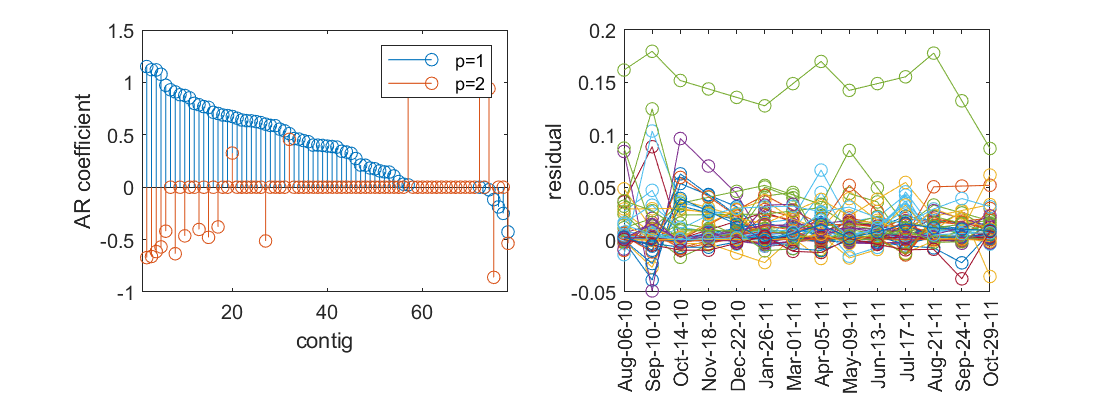 1.5
1
0.5
0
-0.5
-1
AR coefficient
20
40
60
contig
p=1
p=2
0.2
0.15
0.1
0.05
0
-0.05
residual
Aug-06-10
Sep-10-10
Oct-14-10
Nov-18-10
Dec-22-10
Jan-26-11
Mar-01-11
Apr-05-11
May-09-11
Jun-13-11
Jul-17-11
Aug-21-11
Sep-24-11
Oct-29-11